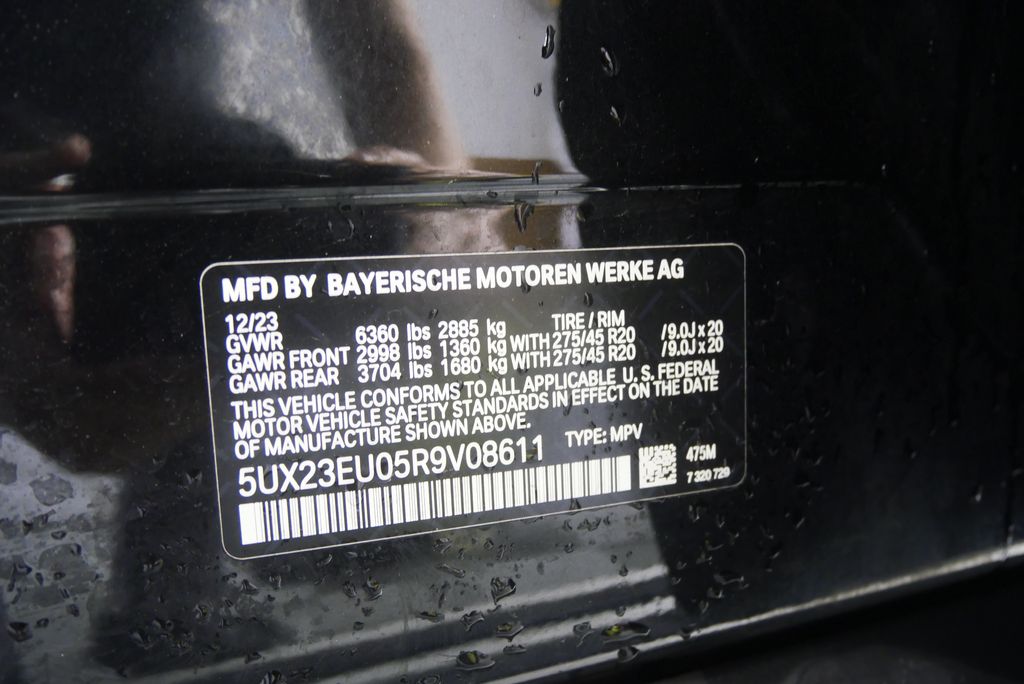 MFD BY BAYERISCHE MOTOREN WERKE AG
12/23 TIRE / RIM
GVWR 6360 lbs 2885 kg
GAWR FRONT 2998 lbs 1360 kg WITH 275/45 R20 /9.0J x 20
GAWR REAR 3704 lbs 1680 kg WITH 275/45 R20 /9.0J x 20
THIS VEHICLE CONFORMS TO ALL APPLICABLE U.S. FEDERAL
MOTOR VEHICLE SAFETY STANDARDS IN EFFECT ON THE DATE
OF MANUFACTURE SHOWN ABOVE.
5UX23EU05R9V08611 TYPE: MPV
475M
7 320 729